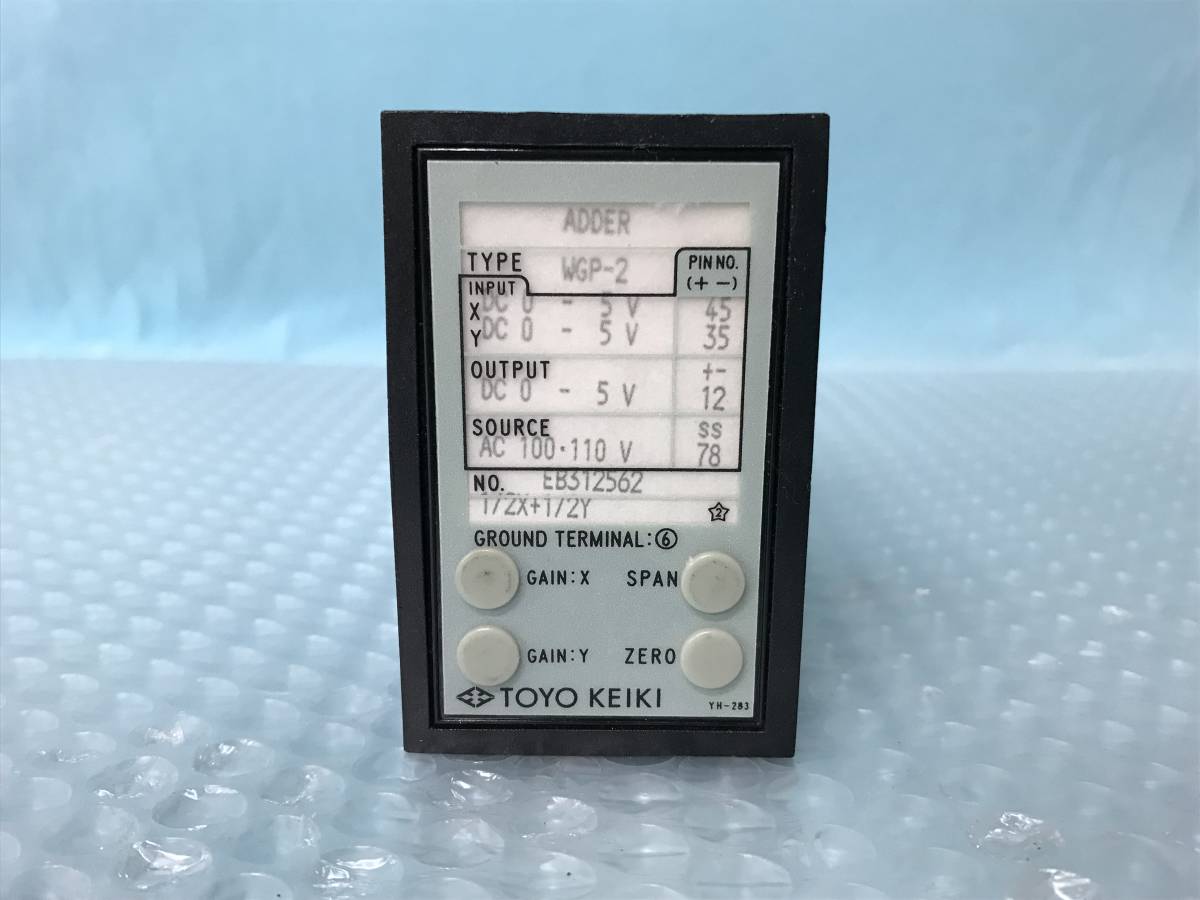 ADDER
TYPE WGP-2 PIN NO.
(+ -)
INPUT
X DC 0 - 5 V 45
Y DC 0 - 5 V 35
OUTPUT +-
DC 0 - 5 V 12
SOURCE SS
AC 100·110 V 78
NO. EB312562
1/2X+1/2Y 2
GROUND TERMINAL:⑥
GAIN:X SPAN
GAIN:Y ZERO
TOYO KEIKI YH-283